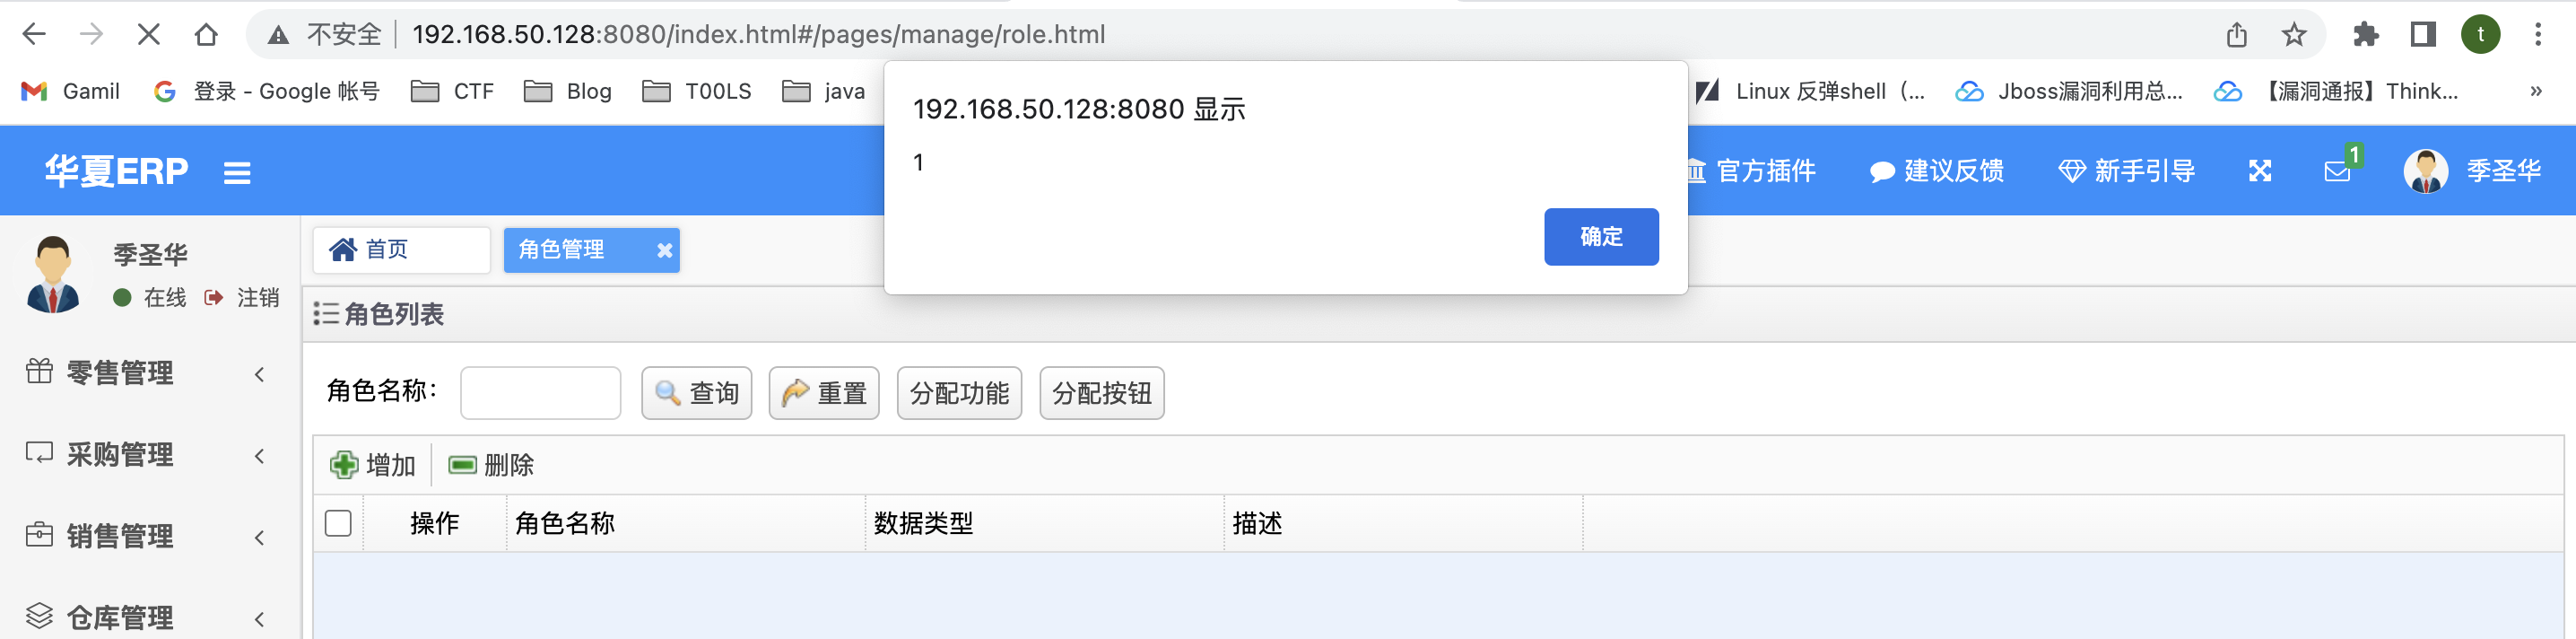 不安全 192.168.50.128:8080/index.html#/pages/manage/role.html t
Gamil 登录 - Google 帐号 CTF Blog T00LS java Linux 反弹shell（... Jboss漏洞利用总... 【漏洞通报】Think... »
192.168.50.128:8080 显示
1
确定
华夏ERP 官方插件 建议反馈 新手引导 1 季圣华
季圣华
在线 注销
首页 角色管理
角色列表
零售管理
采购管理
销售管理
仓库管理
角色名称： 查询 重置 分配功能 分配按钮
增加 删除
操作 角色名称 数据类型 描述